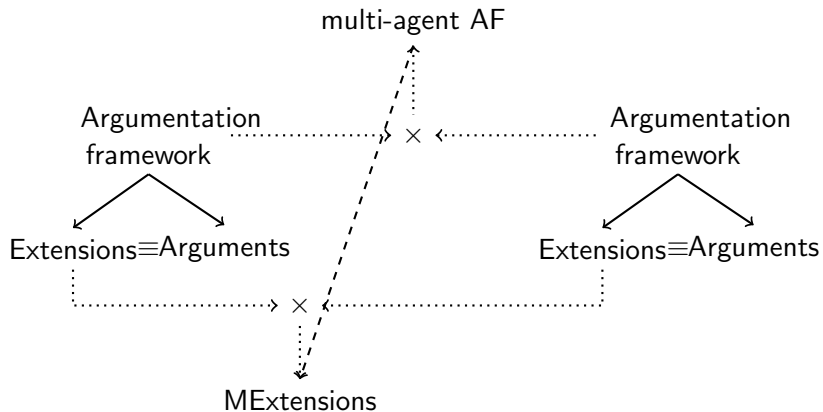 multi-agent AF
Argumentation
framework
×
Argumentation
framework
Extensions≡Arguments
Extensions≡Arguments
×
MExtensions